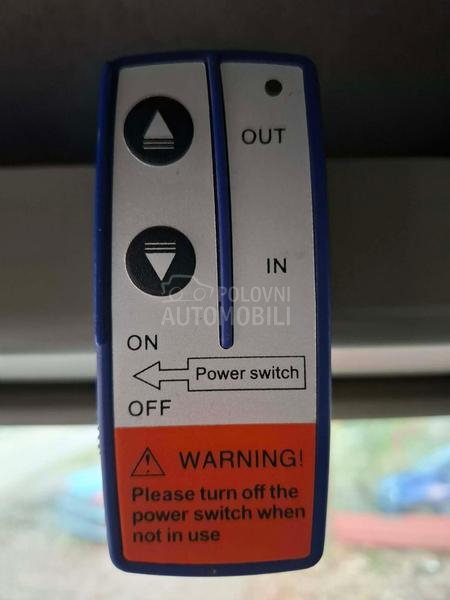 OUT
IN
POLOVNI
AUTOMOBILI
ON
Power switch
OFF
WARNING!
Please turn off the
power switch when
not in use